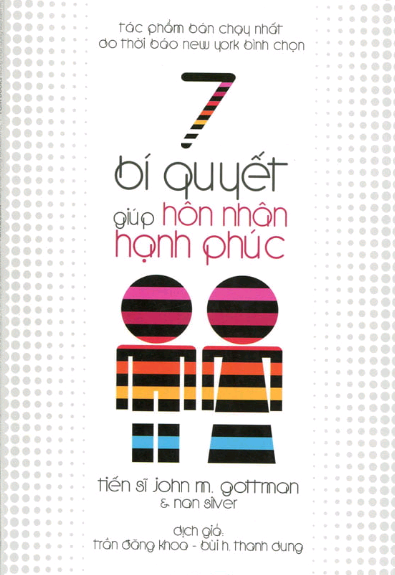 tác phẩm bán chạy nhất
do thời báo new york bình chọn
7
bí quyết
giúp hôn nhân
hạnh phúc
tiến sĩ john m. gottman
& nan silver
dịch giả:
trần đăng khoa - bùi h. thanh dung